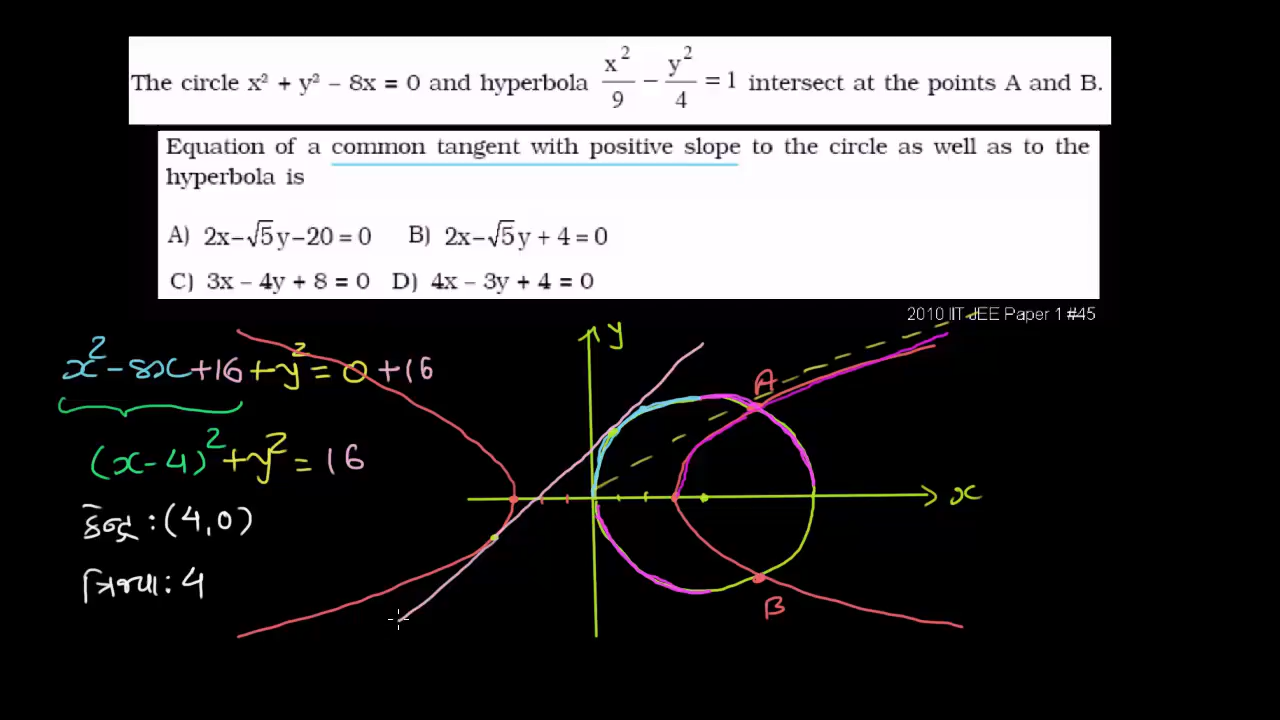 The circle x² + y² – 8x = 0 and hyperbola x²/9 − y²/4 = 1 intersect at the points A and B.
Equation of a common tangent with positive slope to the circle as well as to the
hyperbola is
A) 2x−√5y−20 = 0 B) 2x−√5y + 4 = 0
C) 3x − 4y + 8 = 0 D) 4x − 3y + 4 = 0
2010 IIT JEE Paper 1 #45
y
x² - 8x + 16 + y² = 0 + 16
A
(x - 4)² + y² = 16
x
કેન્દ્ર : (4,0)
ત્રિજ્યા : 4
B